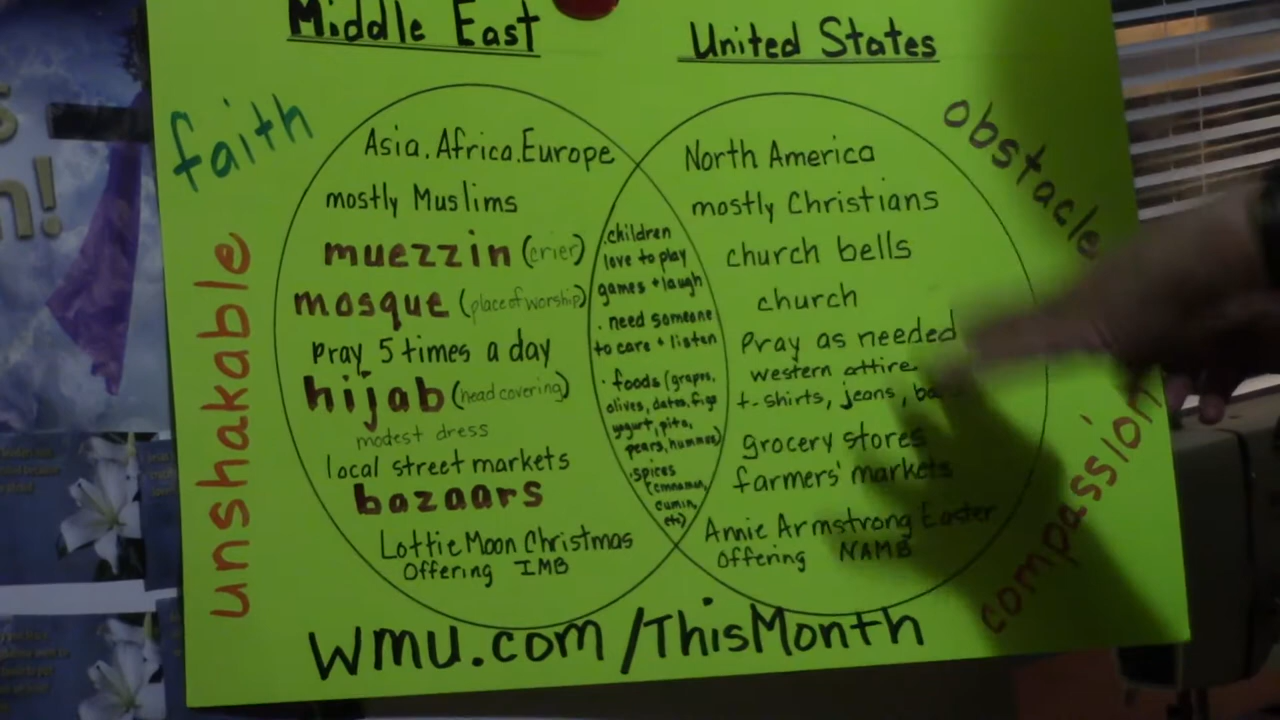 Middle East
United States
faith
unshakable
obstacle
compassion
Asia, Africa, Europe
mostly Muslims
muezzin (crier)
mosque (place of worship)
Pray 5 times a day
hijab (head covering)
modest dress
local street markets
bazaars
Lottie Moon Christmas
Offering IMB
. children
love to play
games + laugh
. need someone
to care + listen
. foods (grapes,
olives, dates, figs
yogurt, pita,
pears, hummus)
. spices
(cinnamon,
cumin,
etc)
North America
mostly Christians
church bells
church
Pray as needed
western attire
t-shirts, jeans,
grocery stores
farmers' markets
Annie Armstrong Easter
Offering NAMB
wmu.com/ThisMonth